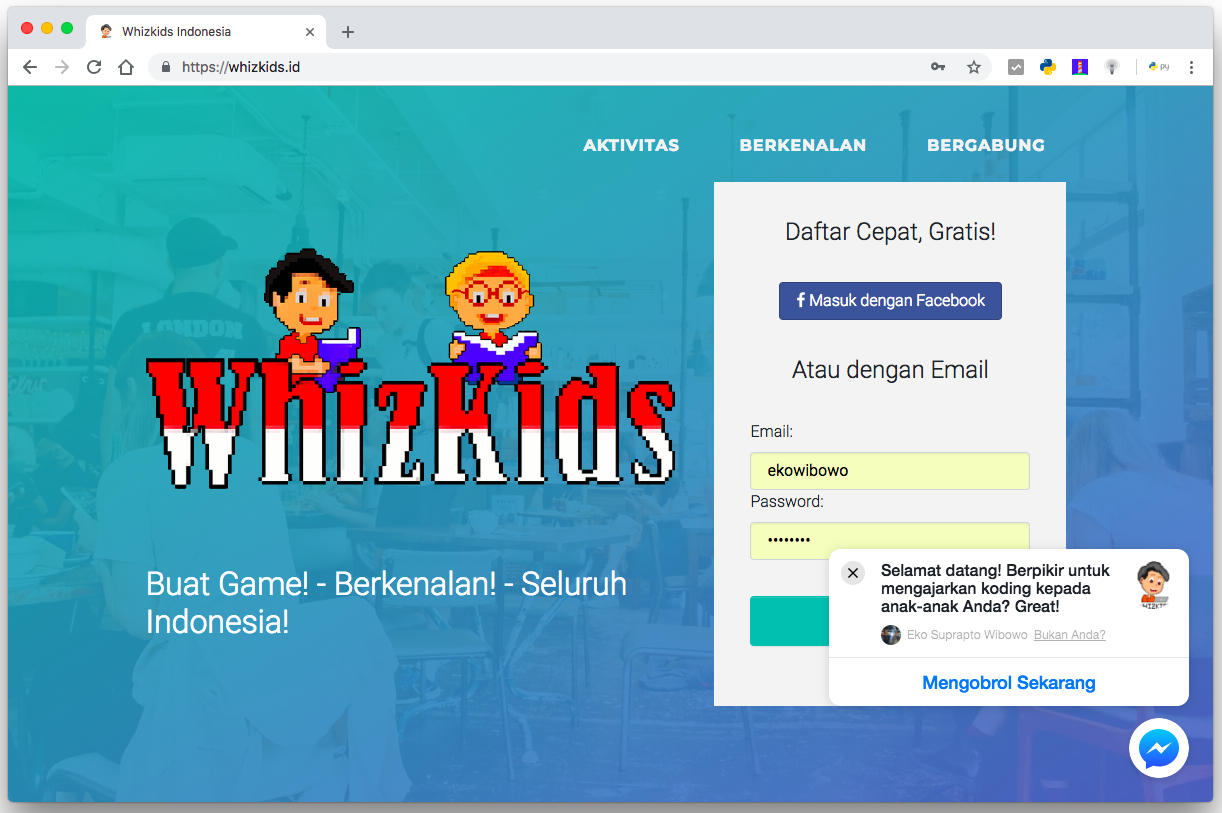 Whizkids Indonesia
https://whizkids.id
py
AKTIVITAS BERKENALAN BERGABUNG
Daftar Cepat, Gratis!
Masuk dengan Facebook
Atau dengan Email
Email:
ekowibowo
Password:
••••••••
WhizKids
LONDON
Buat Game! - Berkenalan! - Seluruh
Indonesia!
Selamat datang! Berpikir untuk
mengajarkan koding kepada
anak-anak Anda? Great!
Eko Suprapto Wibowo Bukan Anda?
Mengobrol Sekarang